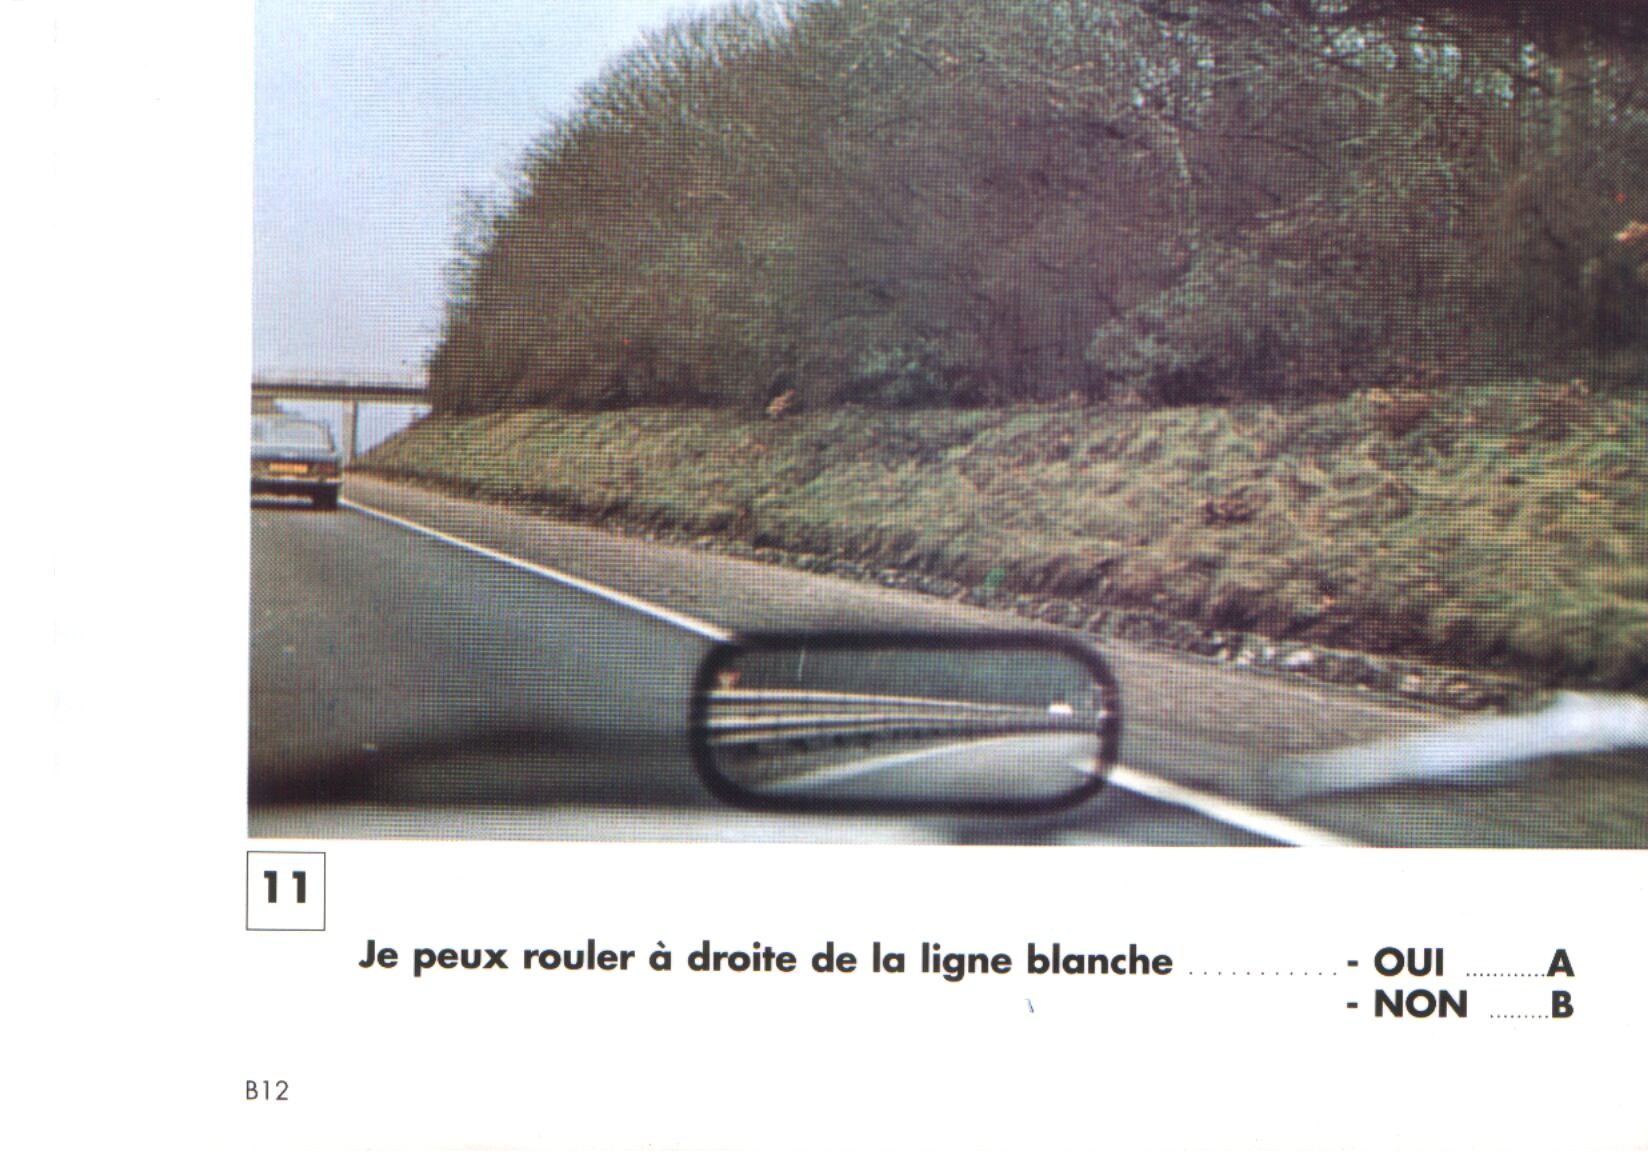 11
Je peux rouler à droite de la ligne blanche ........... - OUI ............A
- NON .........B
B12